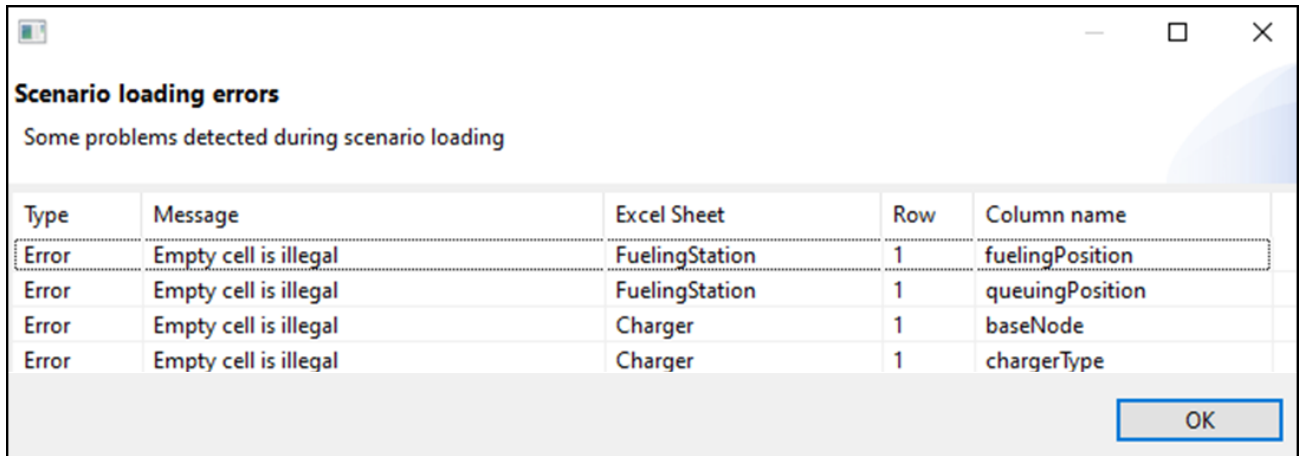 Scenario loading errors
Some problems detected during scenario loading
Type Message Excel Sheet Row Column name
Error Empty cell is illegal FuelingStation 1 fuelingPosition
Error Empty cell is illegal FuelingStation 1 queuingPosition
Error Empty cell is illegal Charger 1 baseNode
Error Empty cell is illegal Charger 1 chargerType
OK